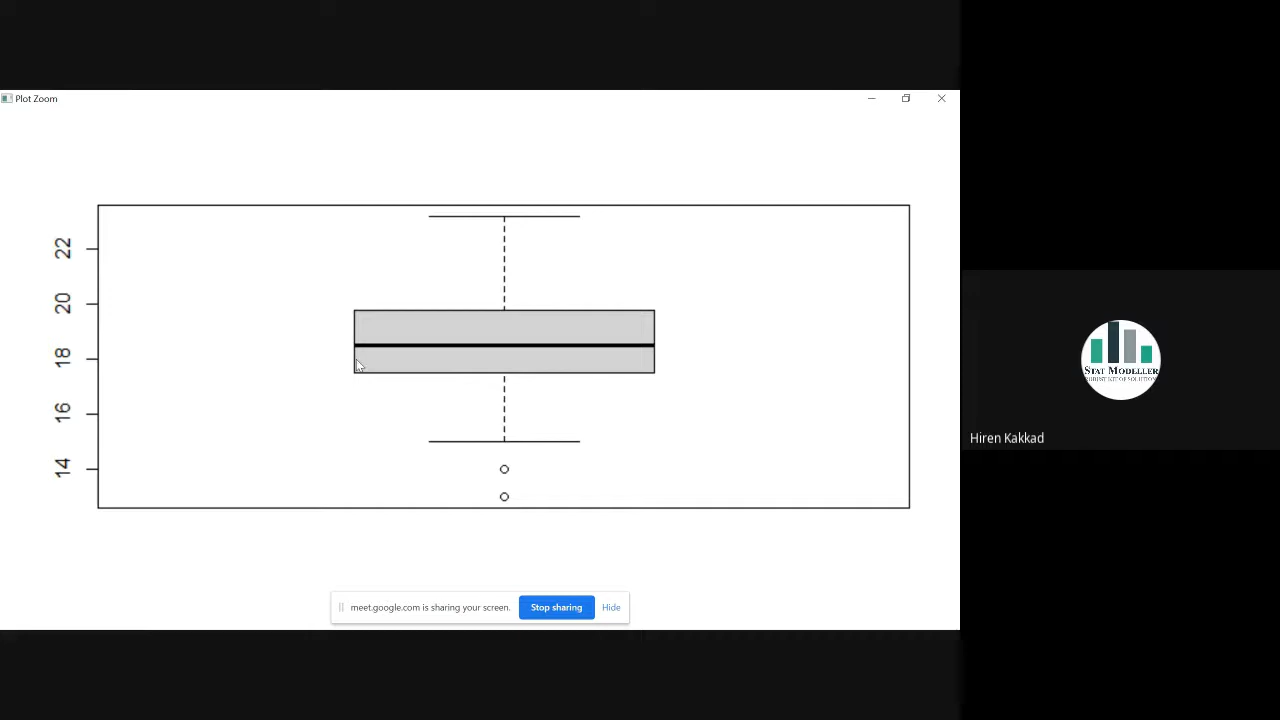 Plot Zoom
22
20
18
16
14
STAT MODELLER
Hiren Kakkad
meet.google.com is sharing your screen.
Stop sharing
Hide